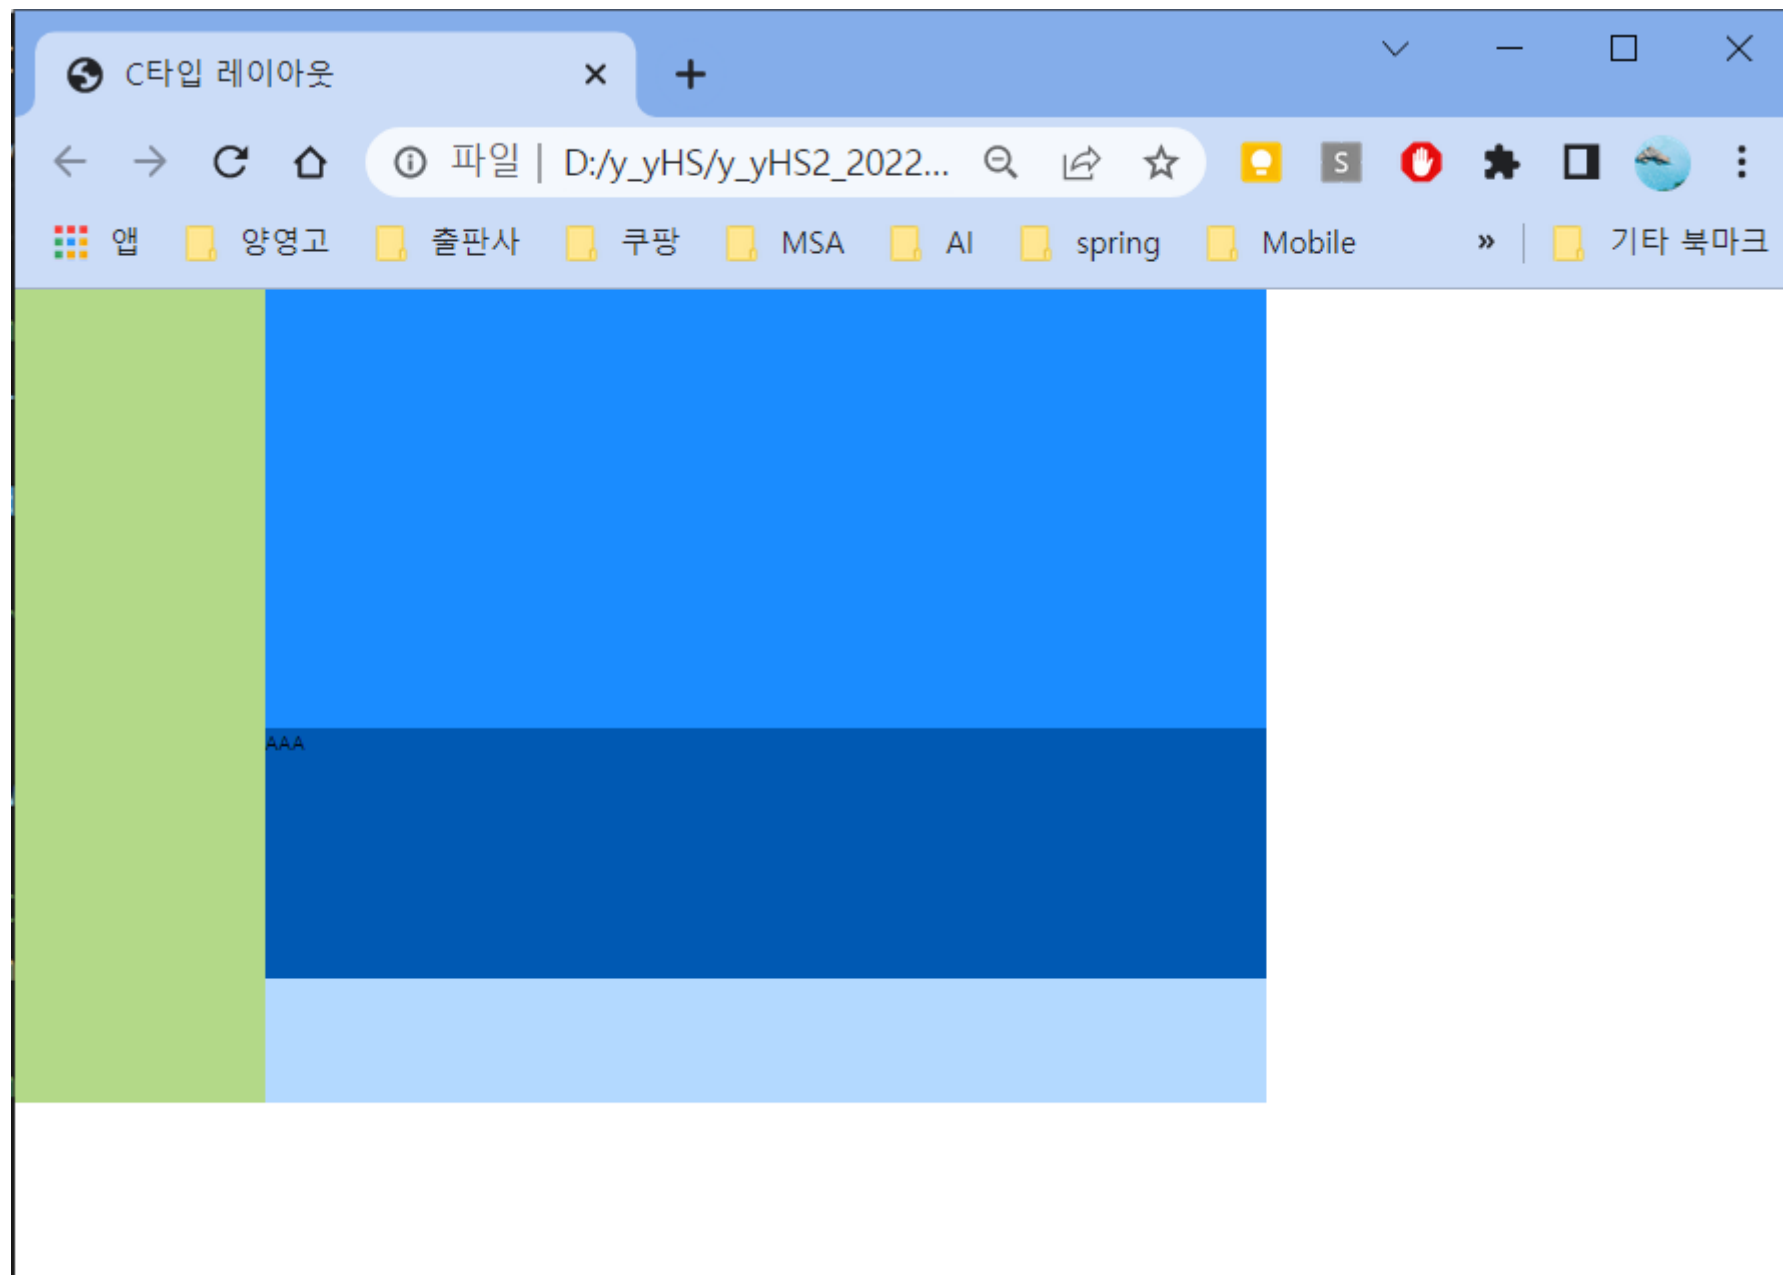 C타입 레이아웃
파일 | D:/y_yHS/y_yHS2_2022... S
앱 양영고 출판사 쿠팡 MSA AI spring Mobile » 기타 북마크
AAA